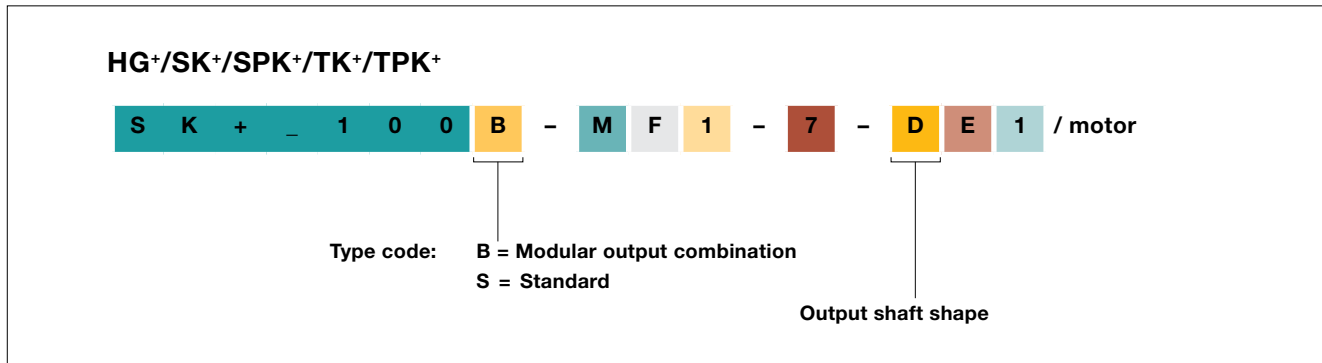 HG⁺/SK⁺/SPK⁺/TK⁺/TPK⁺
S K + _ 1 0 0 B – M F 1 – 7 – D E 1 / motor
Type code: B = Modular output combination
S = Standard
Output shaft shape